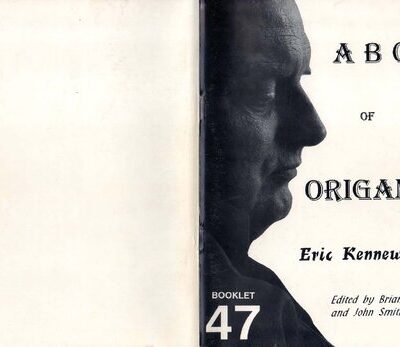 A B C
OF
ORIGAM
Eric Kennew
Edited by Brian
and John Smit
BOOKLET
47